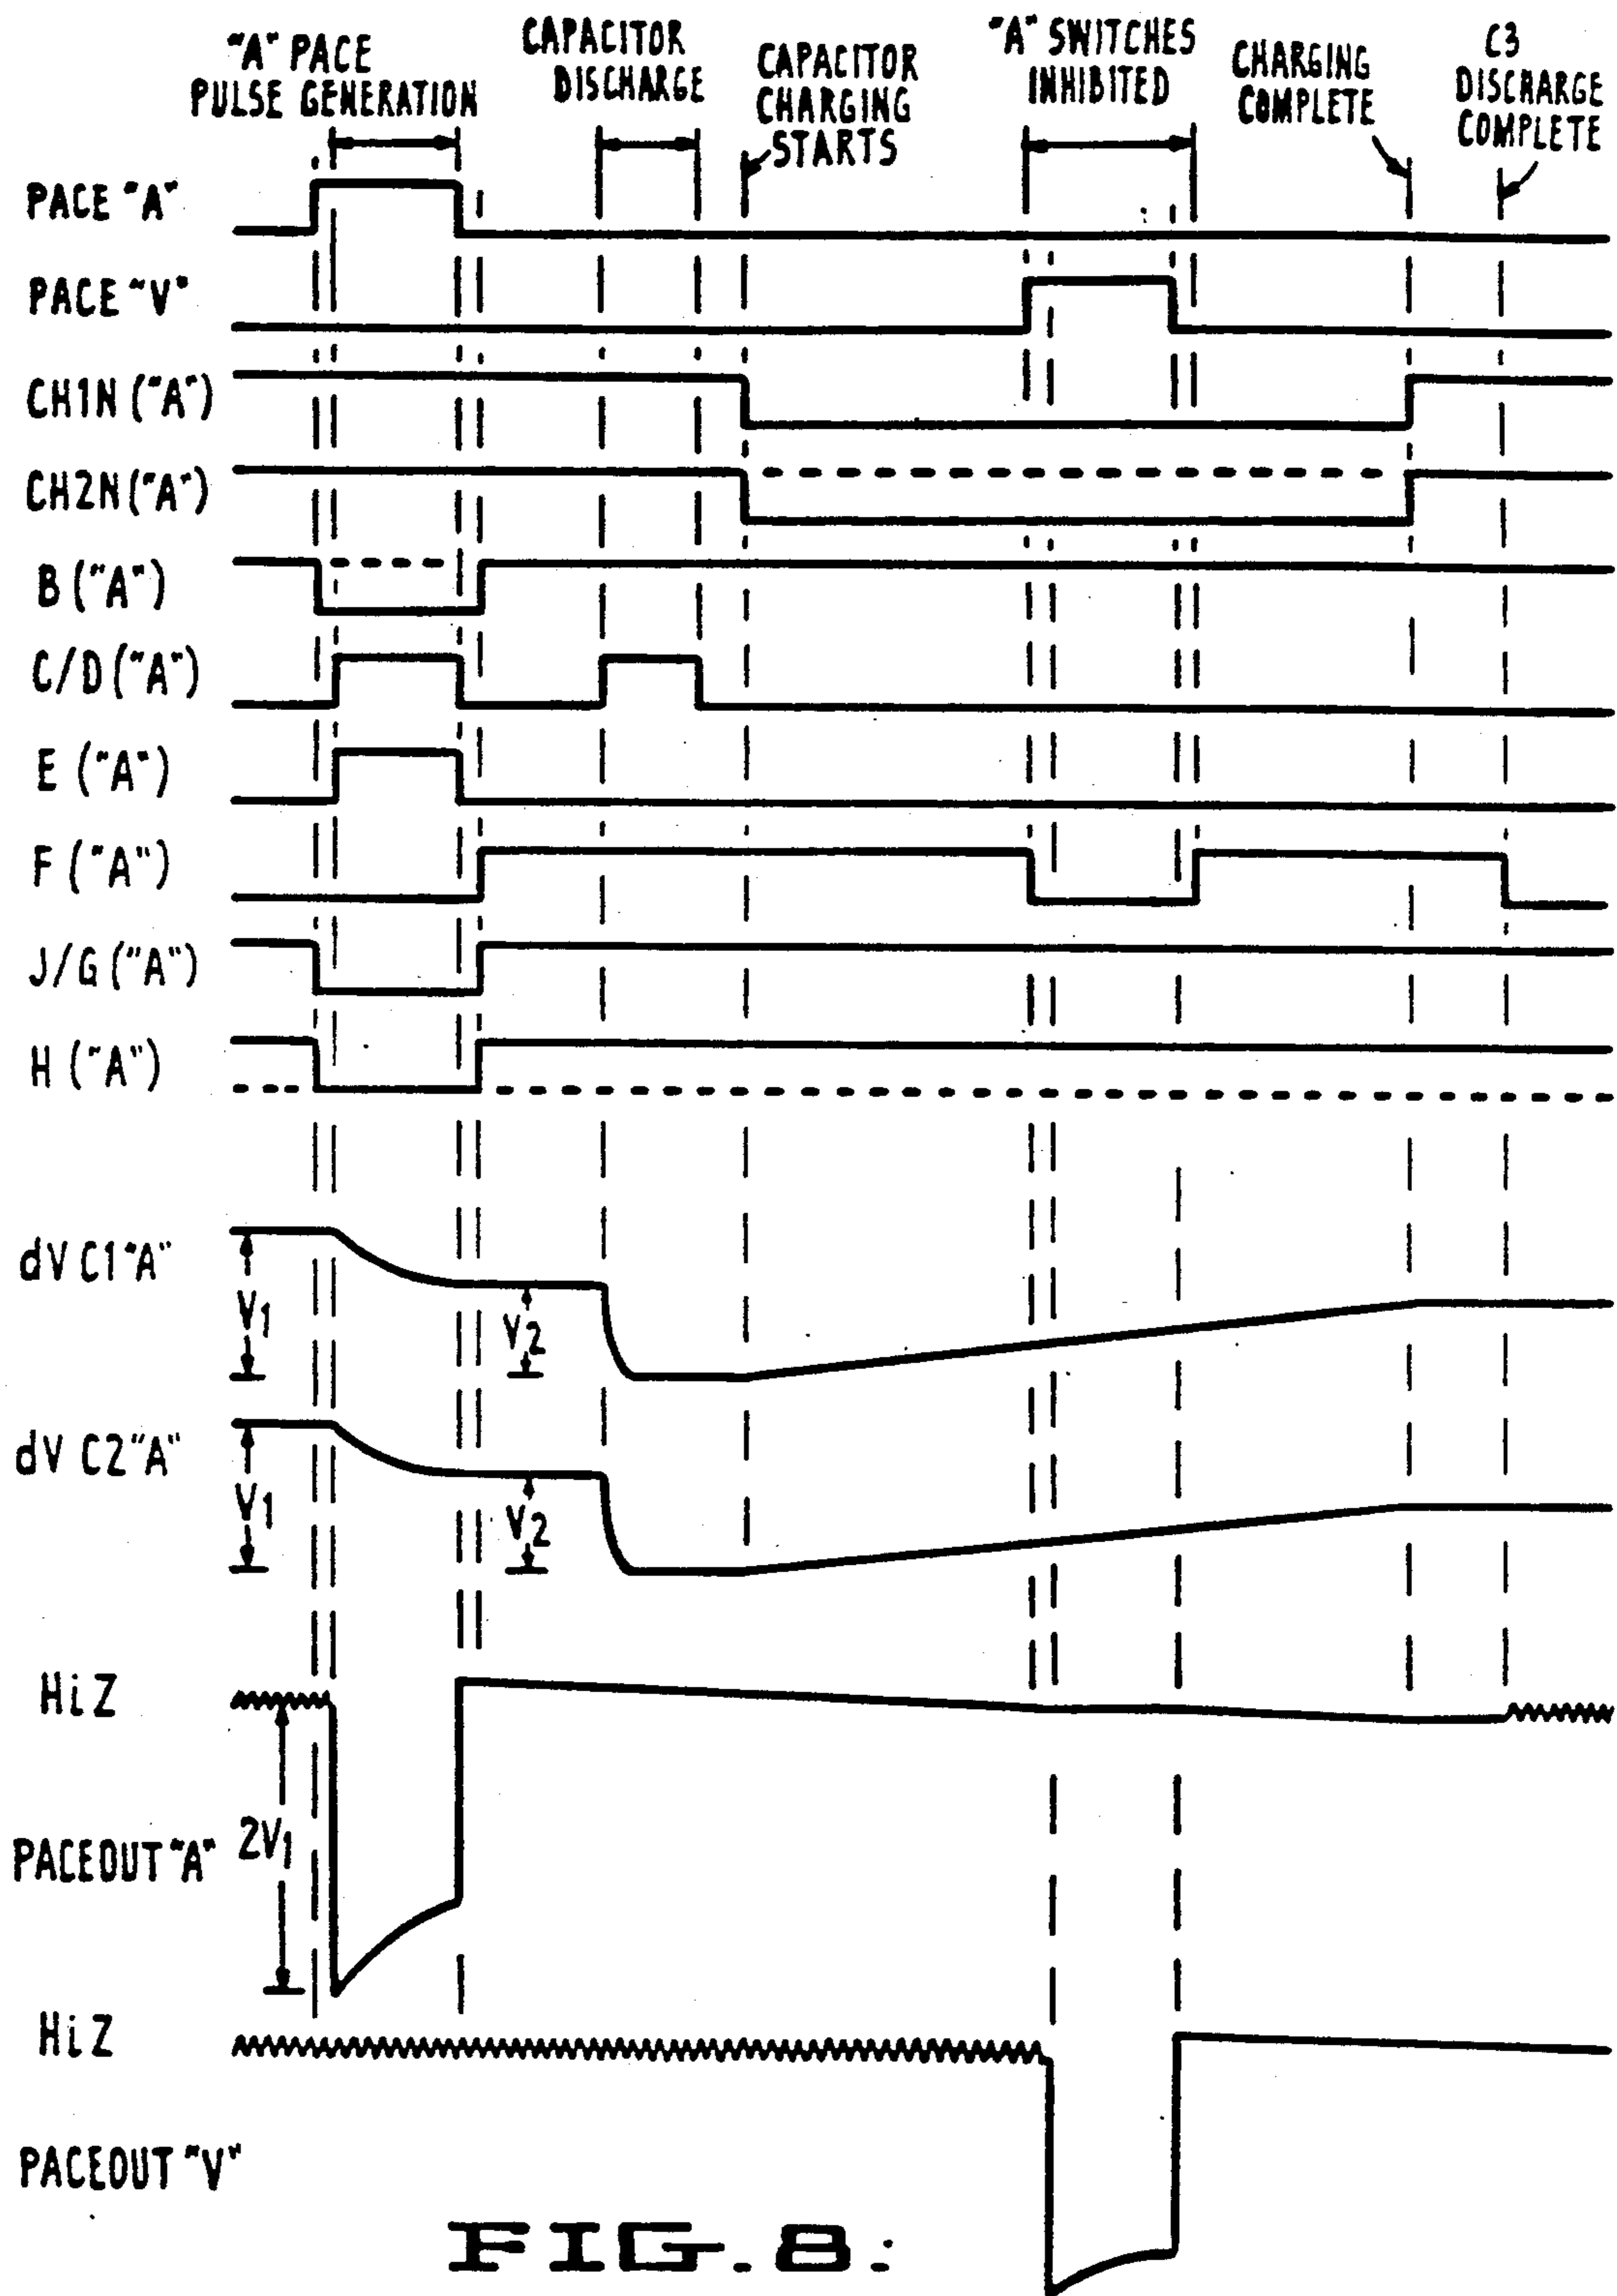 "A" PACE
PULSE GENERATION
CAPACITOR
DISCHARGE
CAPACITOR
CHARGING
STARTS
"A" SWITCHES
INHIBITED
CHARGING
COMPLETE
C3
DISCHARGE
COMPLETE
PACE "A"
PACE "V"
CH1N ("A")
CH2N ("A")
B ("A")
C/D ("A")
E ("A")
F ("A")
J/G ("A")
H ("A")
dV C1 "A"
V1
V2
dV C2 "A"
V1
V2
HiZ
2V1
PACEOUT "A"
HiZ
PACEOUT "V"
FIG. 8.